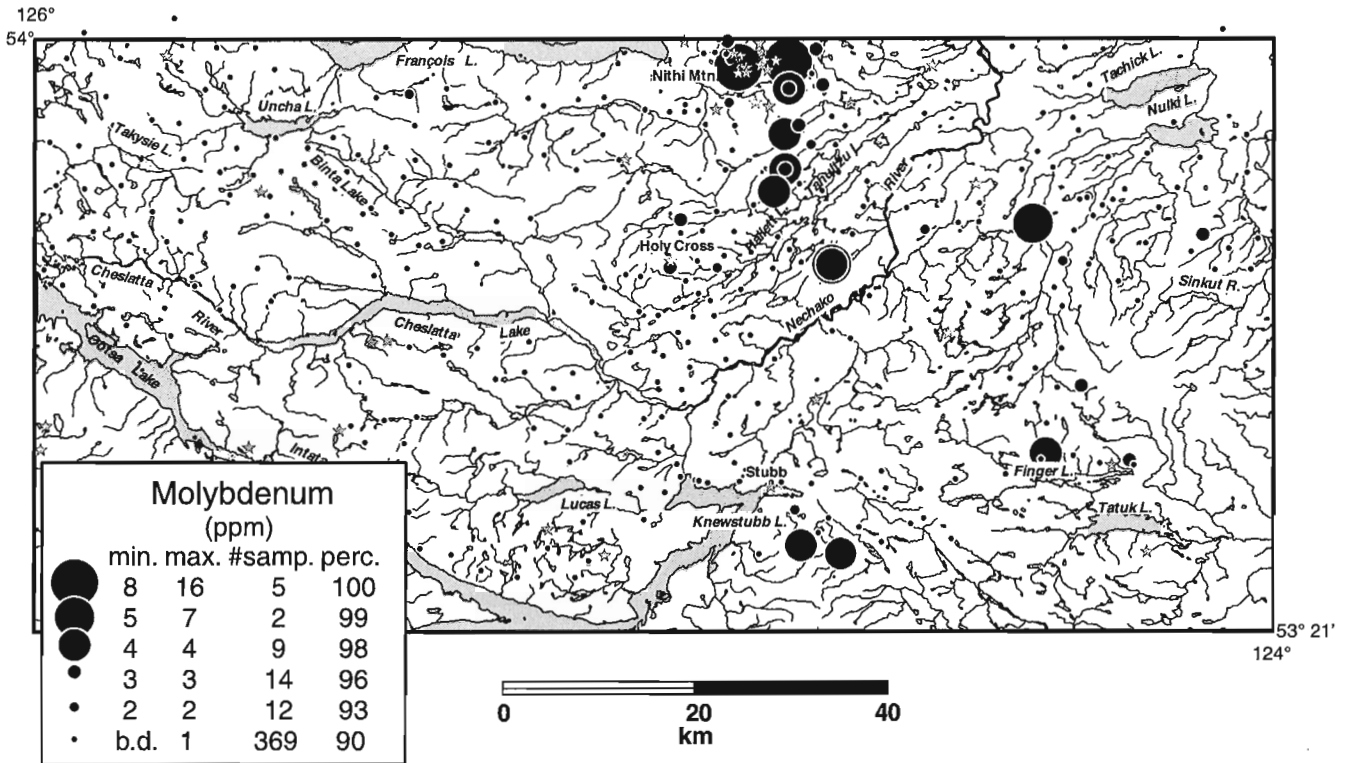 126°
54°
François L.
Nithi Mtn.
Tachick L.
Nulki L.
Uncha L.
Takysie L.
Binta Lake
Tahultzu L.
River
Hallett L.
Holy Cross
Cheslatta
River
Sinkut R.
Nechako
Cheslatta
Lake
Ootsa Lake
Stubb
Finger L.
Lucas L.
Knewstubb L.
Tatuk L.
Molybdenum
(ppm)
min. max. #samp. perc.
8 16 5 100
5 7 2 99
4 4 9 98
3 3 14 96
2 2 12 93
b.d. 1 369 90
53° 21'
124°
0 20 40
km